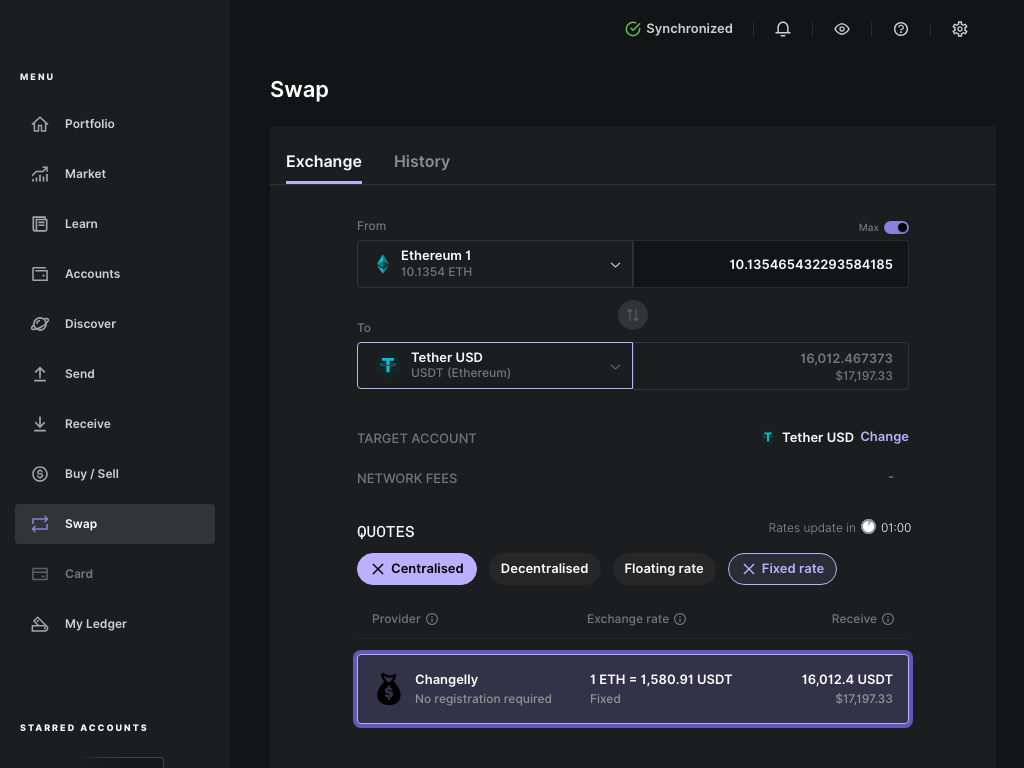 Synchronized
MENU
Portfolio
Market
Learn
Accounts
Discover
Send
Receive
Buy / Sell
Swap
Card
My Ledger
STARRED ACCOUNTS
Swap
Exchange
History
From
Max
Ethereum 1
10.1354 ETH
10.135465432293584185
To
Tether USD
USDT (Ethereum)
16,012.467373
$17,197.33
TARGET ACCOUNT
Tether USD Change
NETWORK FEES
-
QUOTES
Rates update in 01:00
Centralised
Decentralised
Floating rate
Fixed rate
Provider
Exchange rate
Receive
Changelly
No registration required
1 ETH = 1,580.91 USDT
Fixed
16,012.4 USDT
$17,197.33